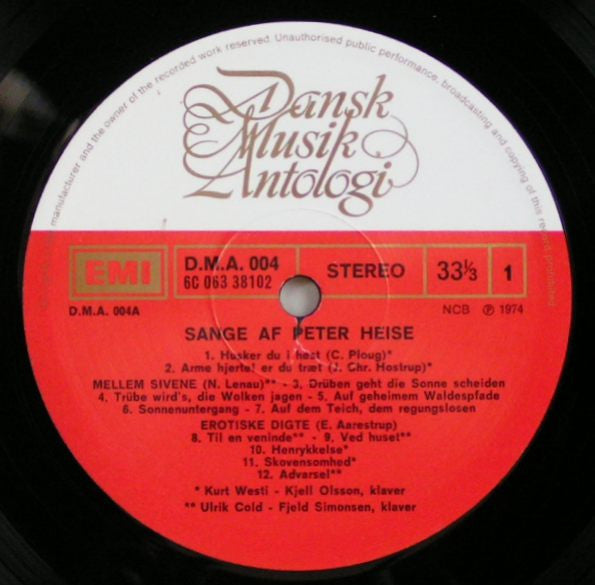 manufacturer and the owner of the recorded work reserved. Unauthorised public performance, broadcasting and copying of this record prohibited
Dansk
Musik
Antologi
EMI
D.M.A. 004
6C 063 38102
STEREO
33⅓
1
D.M.A. 004A
NCB ℗ 1974
SANGE AF PETER HEISE
1. Husker du i høst (C. Ploug)*
2. Arme hjerte! er du træt (J. Chr. Hostrup)*
MELLEM SIVENE (N. Lenau)** - 3. Drüben geht die Sonne scheiden
4. Trübe wird's, die Wolken jagen - 5. Auf geheimem Waldespfade
6. Sonnenuntergang - 7. Auf dem Teich, dem regungslosen
EROTISKE DIGTE (E. Aarestrup)
8. Til en veninde** - 9. Ved huset**
10. Henrykkelse*
11. Skovensomhed*
12. Advarsel**
* Kurt Westi - Kjell Olsson, klaver
** Ulrik Cold - Fjeld Simonsen, klaver